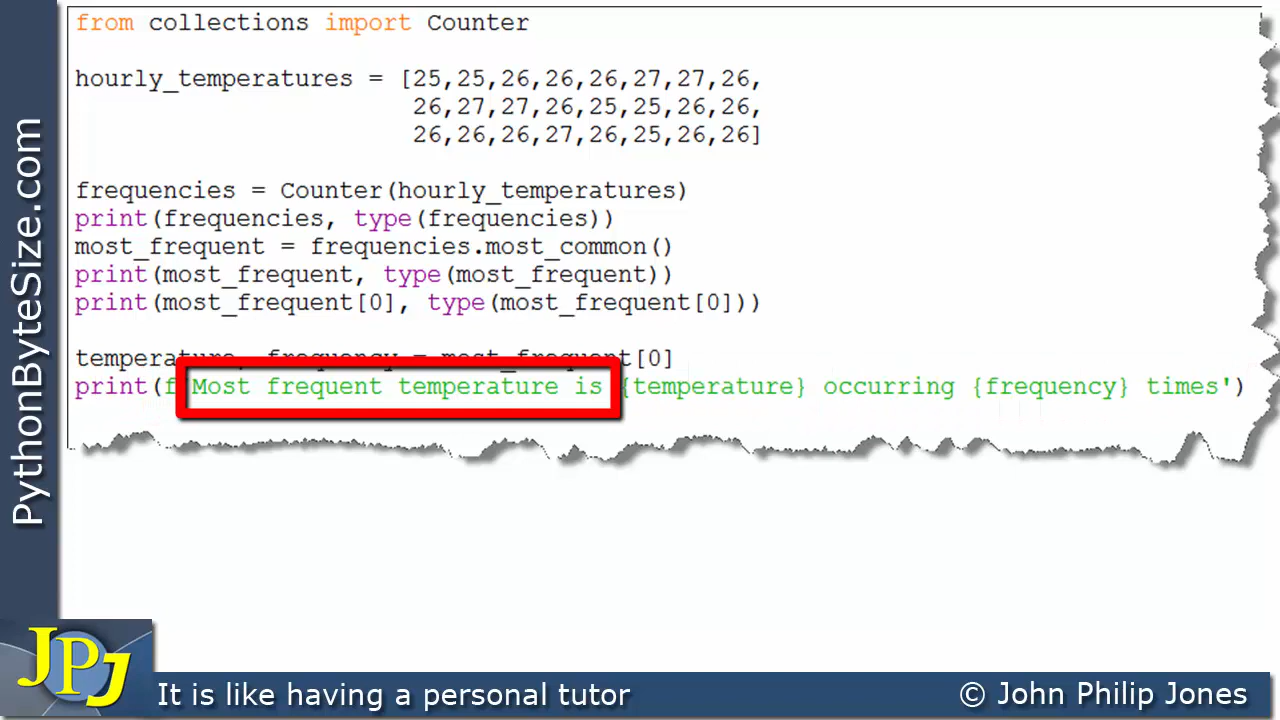 PythonByteSize.com
from collections import Counter
hourly_temperatures = [25,25,26,26,26,27,27,26,
26,27,27,26,25,25,26,26,
26,26,26,27,26,25,26,26]
frequencies = Counter(hourly_temperatures)
print(frequencies, type(frequencies))
most_frequent = frequencies.most_common()
print(most_frequent, type(most_frequent))
print(most_frequent[0], type(most_frequent[0]))
temperature, frequency = most_frequent[0]
print(f'Most frequent temperature is {temperature} occurring {frequency} times')
JPJ
It is like having a personal tutor
© John Philip Jones